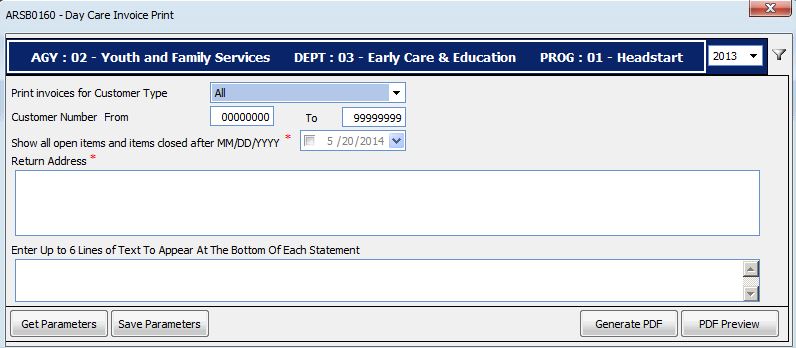 ARSB0160 - Day Care Invoice Print
AGY : 02 - Youth and Family Services DEPT : 03 - Early Care & Education PROG : 01 - Headstart 2013
Print invoices for Customer Type All
Customer Number From 00000000 To 99999999
Show all open items and items closed after MM/DD/YYYY * 5 /20/2014
Return Address *
Enter Up to 6 Lines of Text To Appear At The Bottom Of Each Statement
Get Parameters Save Parameters Generate PDF PDF Preview